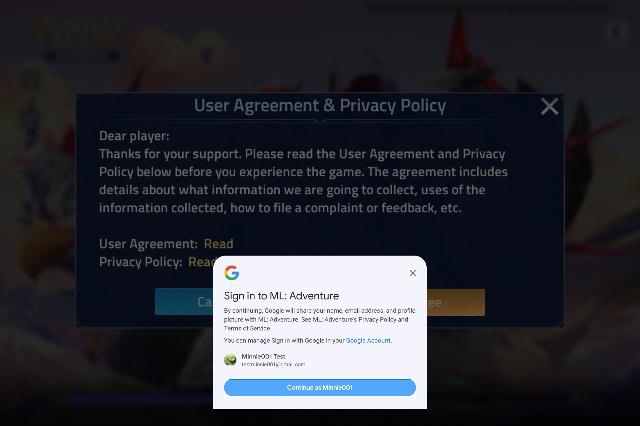 User Agreement & Privacy Policy
Dear player:
Thanks for your support. Please read the User Agreement and Privacy
Policy below before you experience the game. The agreement includes
details about what information we are going to collect, uses of the
information collected, how to file a complaint or feedback, etc.
User Agreement: Read
Privacy Policy: Read
Ca
ee
Sign in to ML: Adventure
By continuing, Google will share your name, email address, and profile
picture with ML: Adventure. See ML: Adventure's Privacy Policy and
Terms of Service.
You can manage Sign in with Google in your Google Account.
Minnie001 Test
testminnie001@gmail.com
Continue as Minnie001